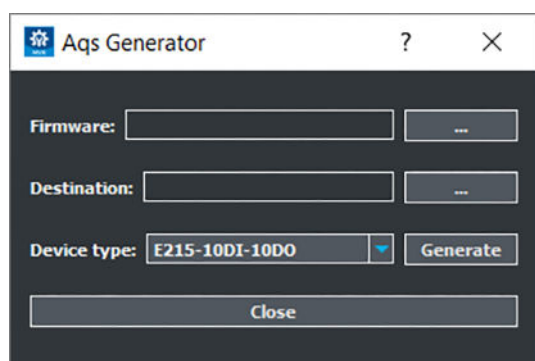 Aqs Generator ? X
Firmware: ...
Destination: ...
Device type: E215-10DI-10DO Generate
Close